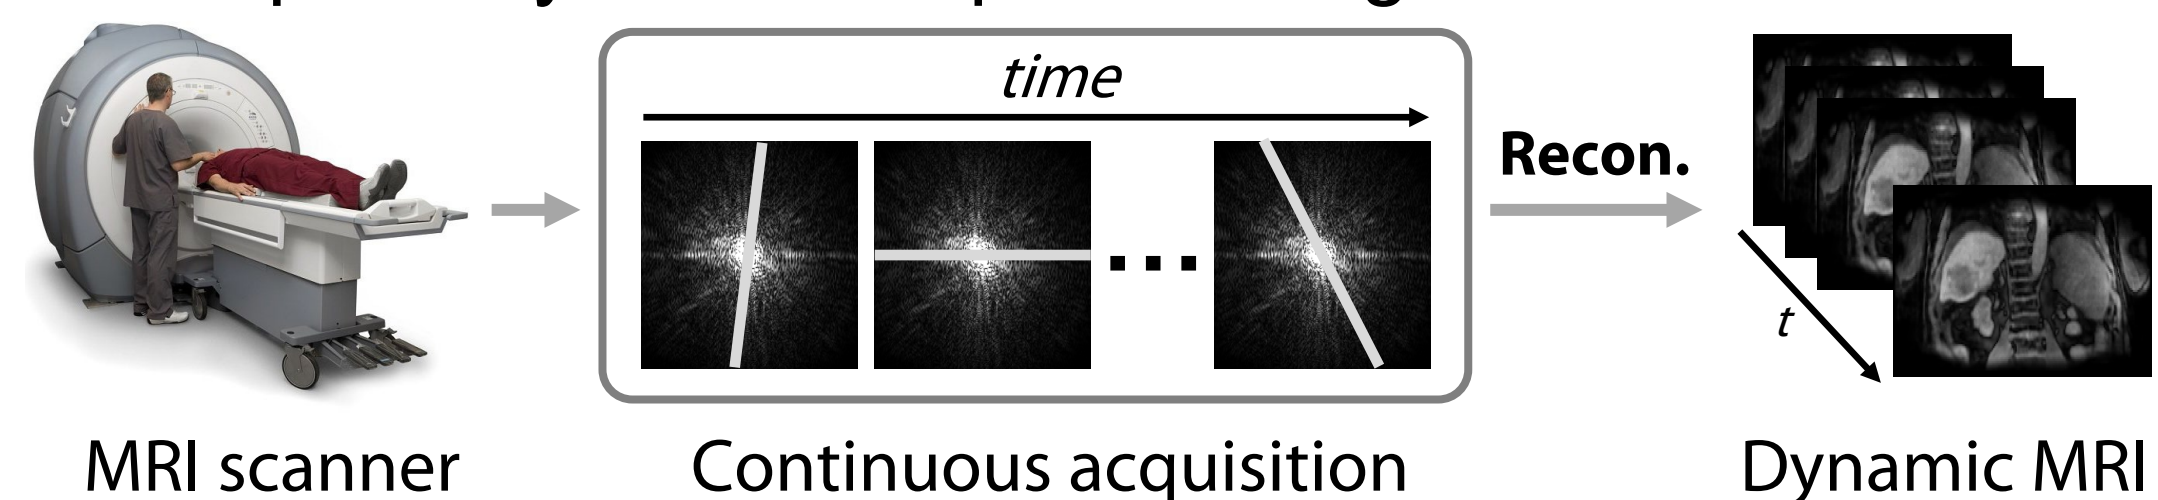 time
Recon.
t
MRI scanner
Continuous acquisition
Dynamic MRI